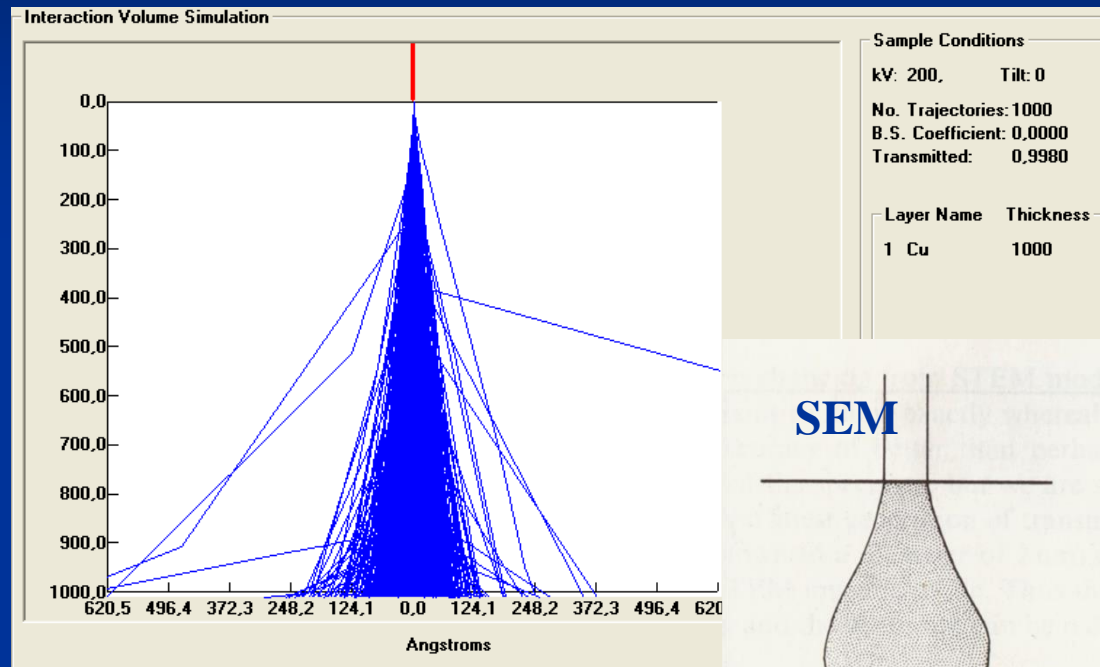 Interaction Volume Simulation
0,0
100,0
200,0
300,0
400,0
500,0
600,0
700,0
800,0
900,0
1000,0
620,5 496,4 372,3 248,2 124,1 0,0 124,1 248,2 372,3 496,4 620
Angstroms
Sample Conditions
kV: 200, Tilt: 0
No. Trajectories: 1000
B.S. Coefficient: 0,0000
Transmitted: 0,9980
Layer Name Thickness
1 Cu 1000
STEM
SEM